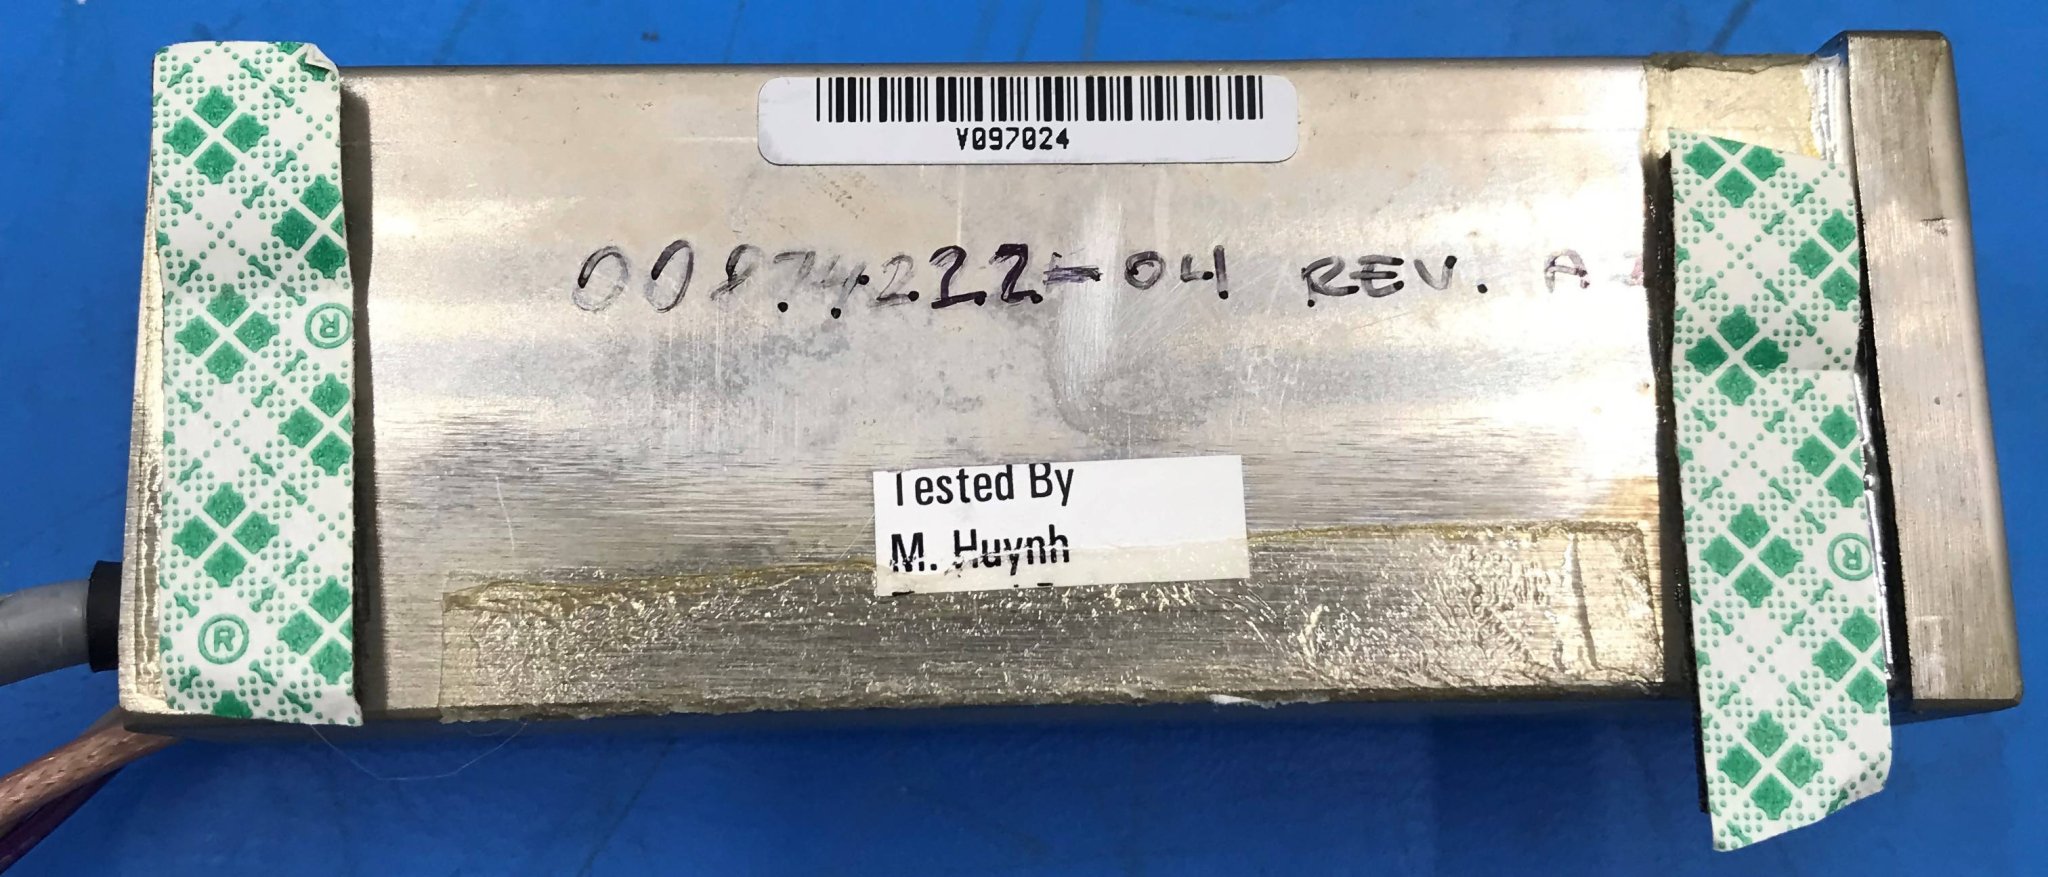 V097024
00874222-04 REV. A
Tested By
M. Huynh
®
®
®